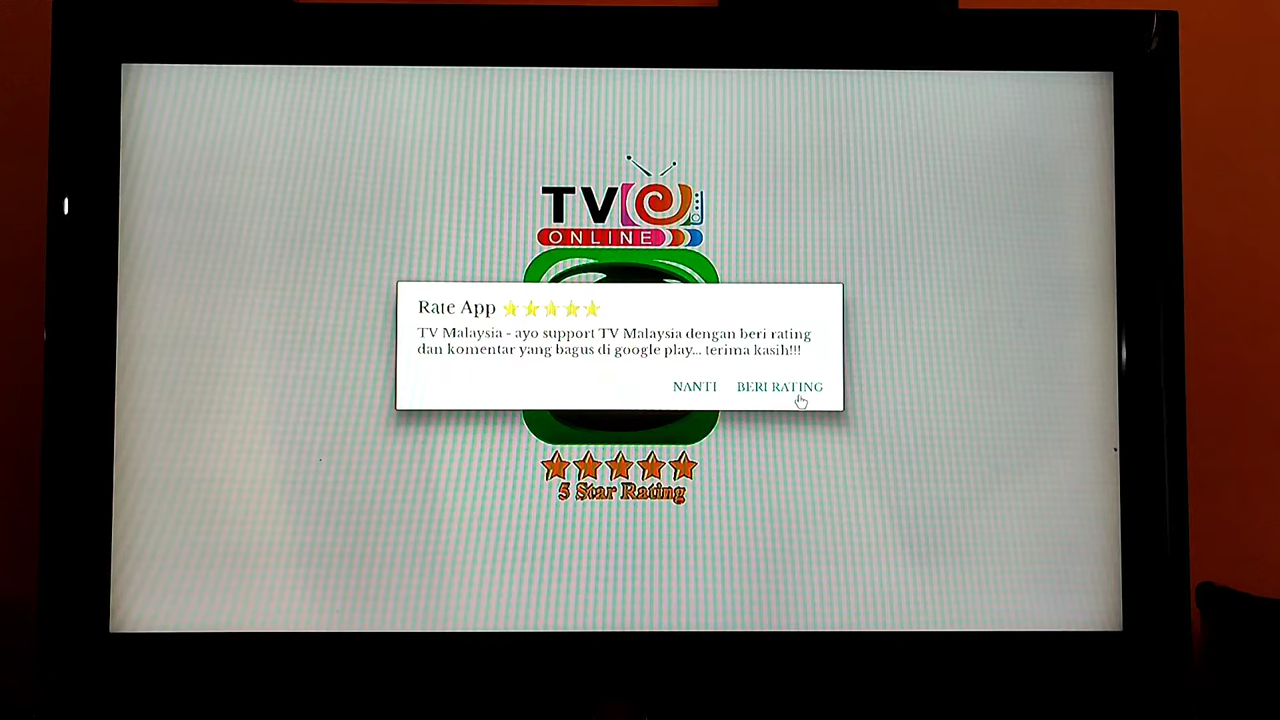 TV
ONLINE
Rate App
TV Malaysia - ayo support TV Malaysia dengan beri rating
dan komentar yang bagus di google play... terima kasih!!!
NANTI BERI RATING
5 Star Rating